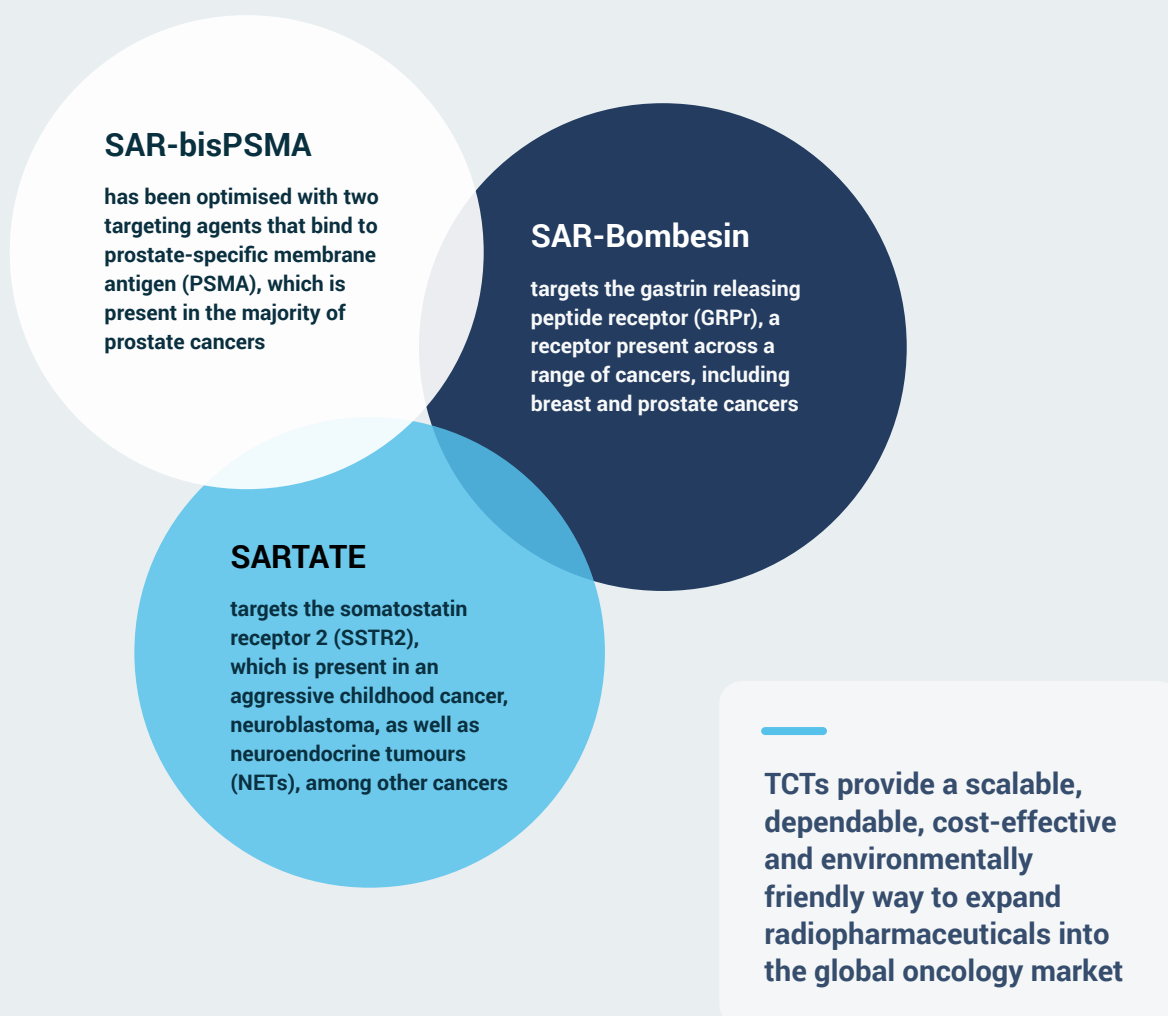 SAR-bisPSMA
has been optimised with two
targeting agents that bind to
prostate-specific membrane
antigen (PSMA), which is
present in the majority of
prostate cancers
SAR-Bombesin
targets the gastrin releasing
peptide receptor (GRPr), a
receptor present across a
range of cancers, including
breast and prostate cancers
SARTATE
targets the somatostatin
receptor 2 (SSTR2),
which is present in an
aggressive childhood cancer,
neuroblastoma, as well as
neuroendocrine tumours
(NETs), among other cancers
TCTs provide a scalable,
dependable, cost-effective
and environmentally
friendly way to expand
radiopharmaceuticals into
the global oncology market